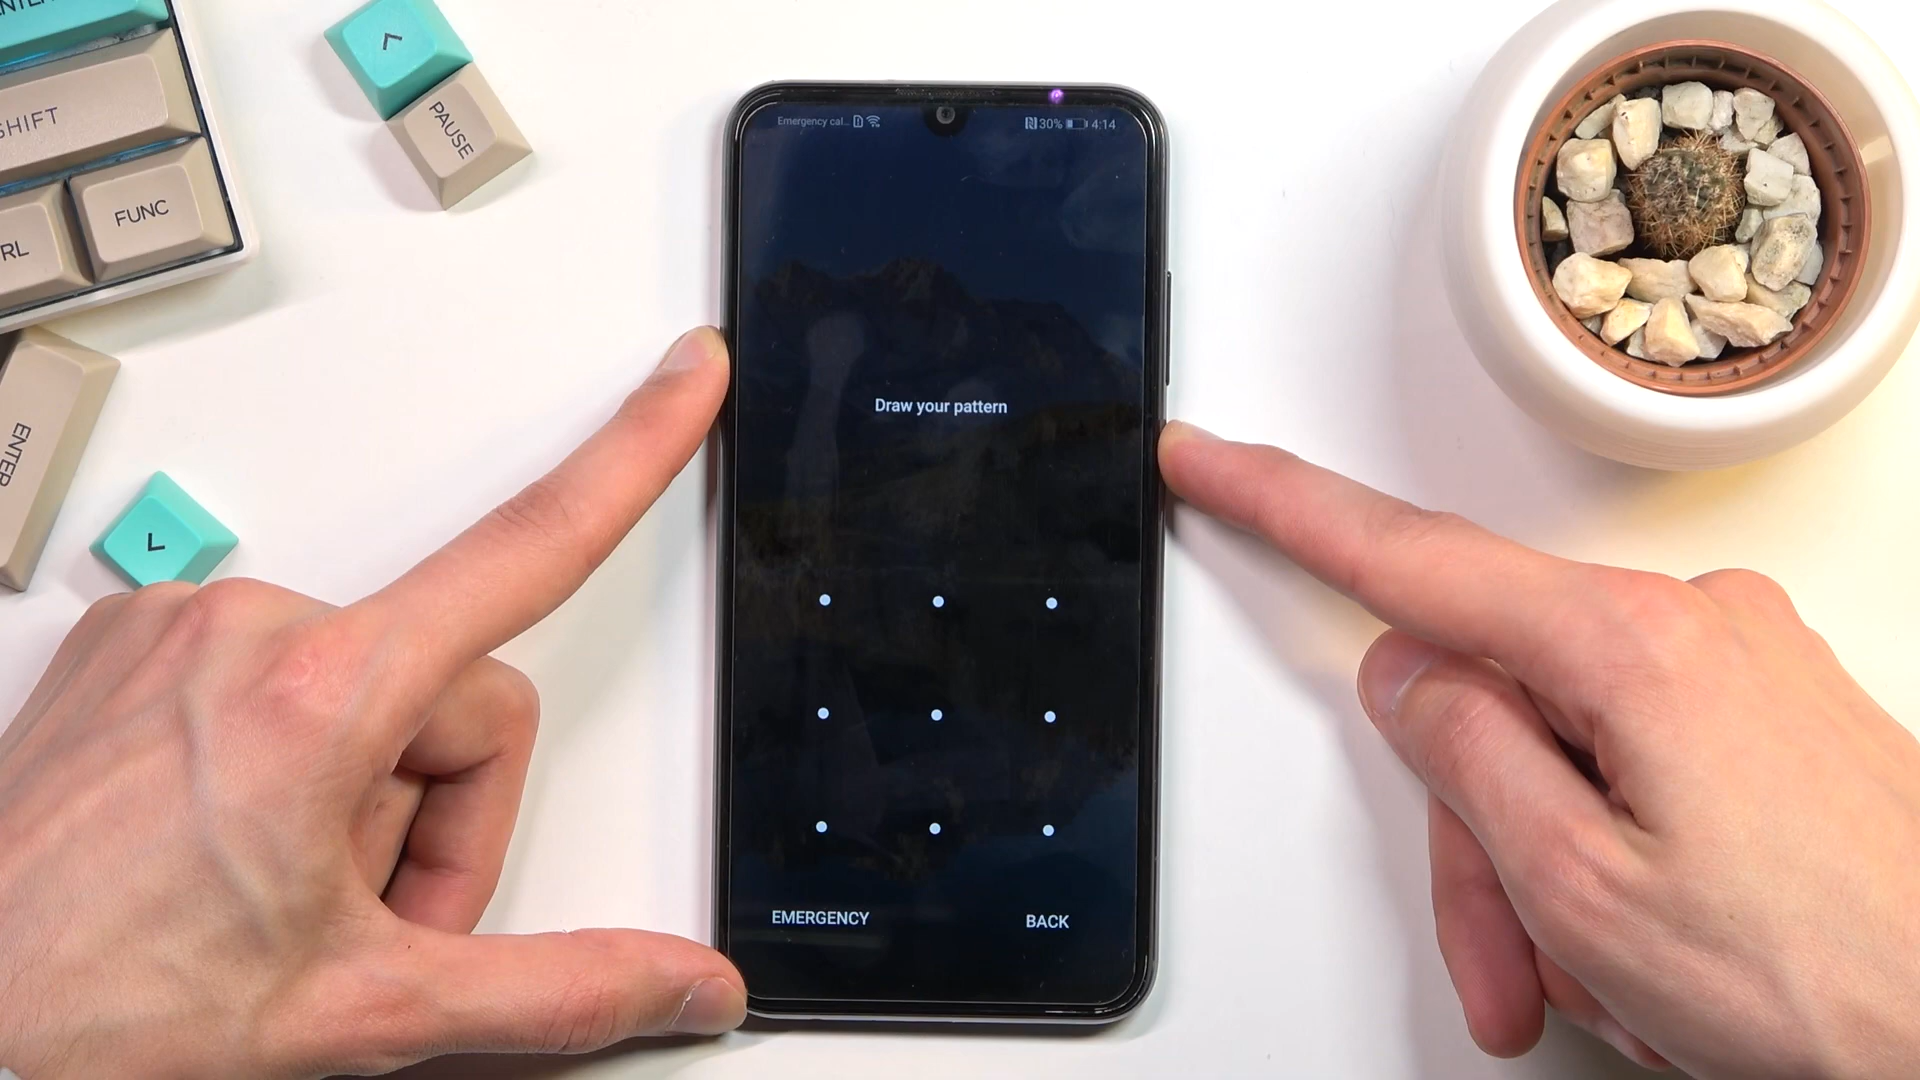 SHIFT
FUNC
RL
ENTER
PAUSE
Emergency cal...
30% 4:14
Draw your pattern
EMERGENCY
BACK